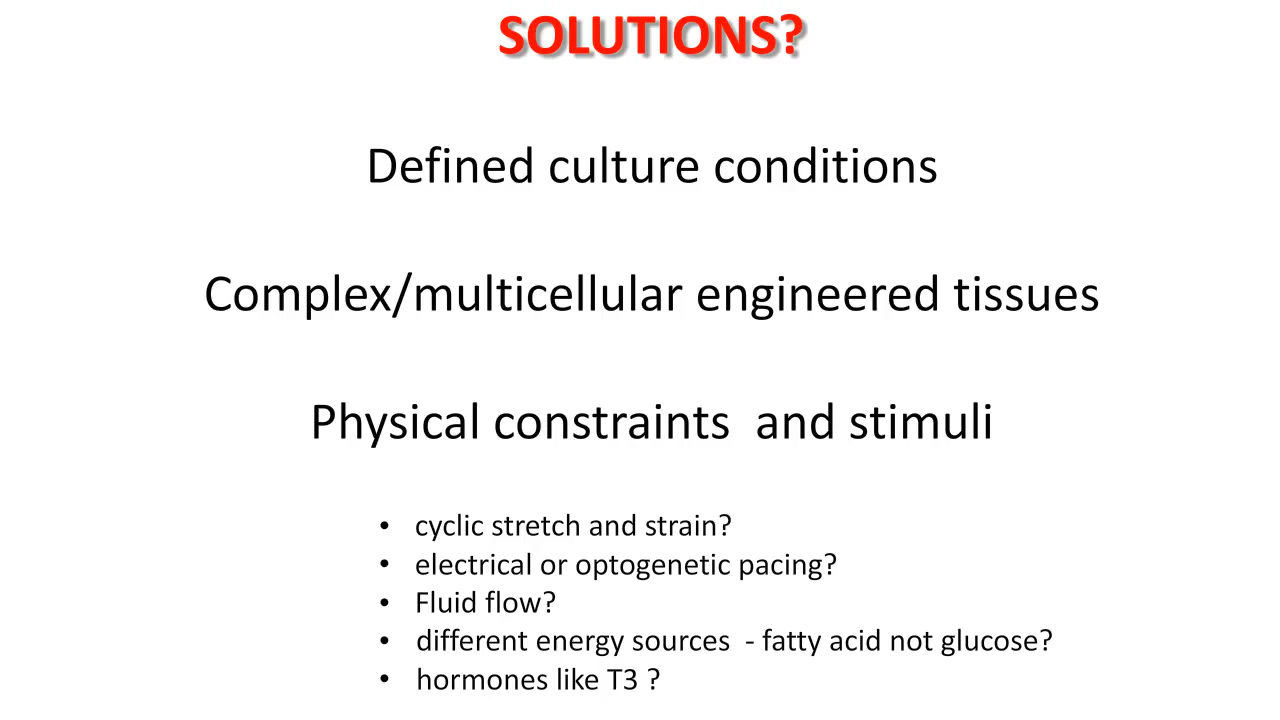 SOLUTIONS?
Defined culture conditions
Complex/multicellular engineered tissues
Physical constraints  and stimuli
• cyclic stretch and strain?
• electrical or optogenetic pacing?
• Fluid flow?
• different energy sources  - fatty acid not glucose?
• hormones like T3 ?